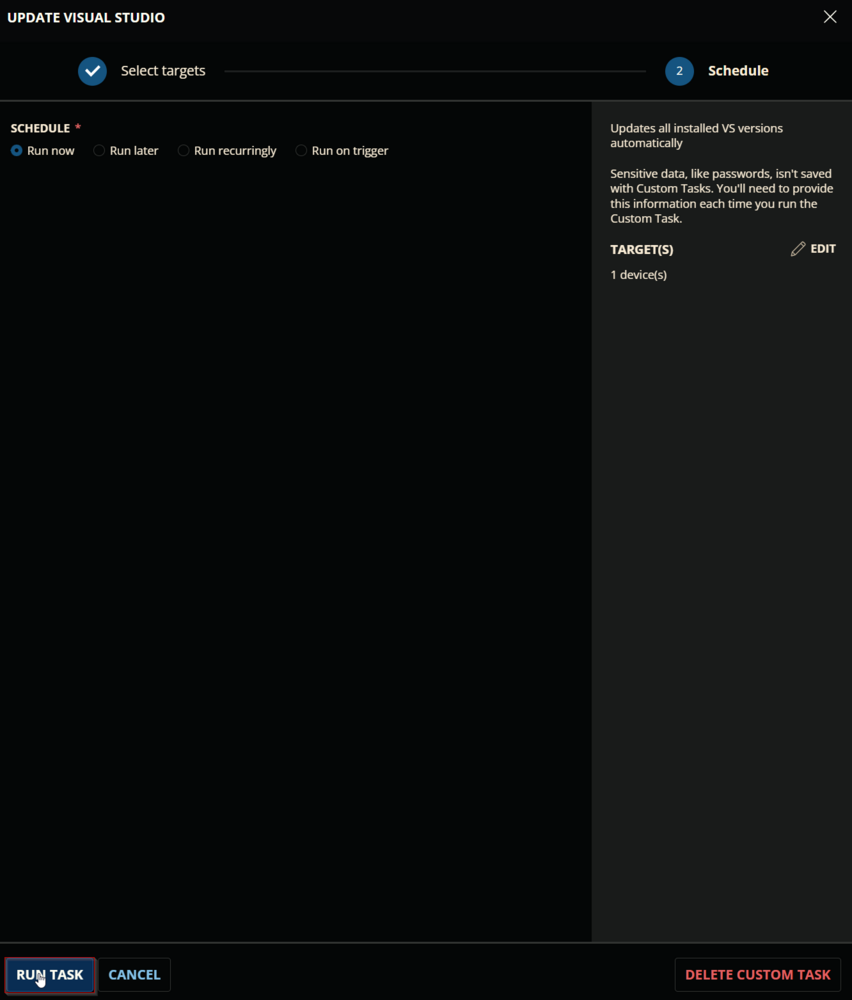 UPDATE VISUAL STUDIO
Select targets
2
Schedule
SCHEDULE *
Run now
Run later
Run recurringly
Run on trigger
Updates all installed VS versions
automatically
Sensitive data, like passwords, isn't saved
with Custom Tasks. You'll need to provide
this information each time you run the
Custom Task.
TARGET(S)
EDIT
1 device(s)
RUN TASK
CANCEL
DELETE CUSTOM TASK